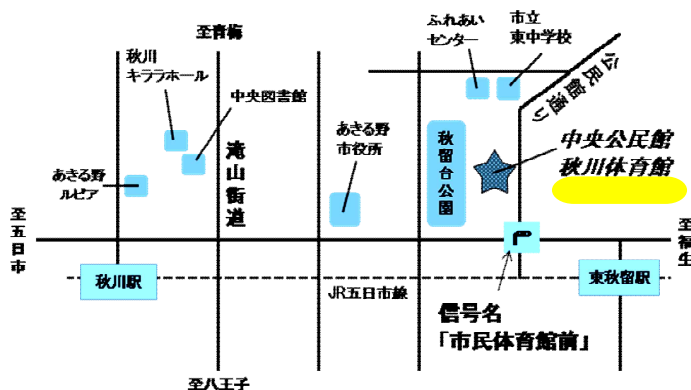 至青梅
ふれあい
センター
市立
東中学校
公民館通り
秋川
キララホール
中央図書館
あきる野
市役所
秋留台公園
中央公民館
秋川体育館
滝山街道
あきる野
ルピア
至五日市
至福生
秋川駅
JR五日市線
東秋留駅
信号名
「市民体育館前」
至八王子